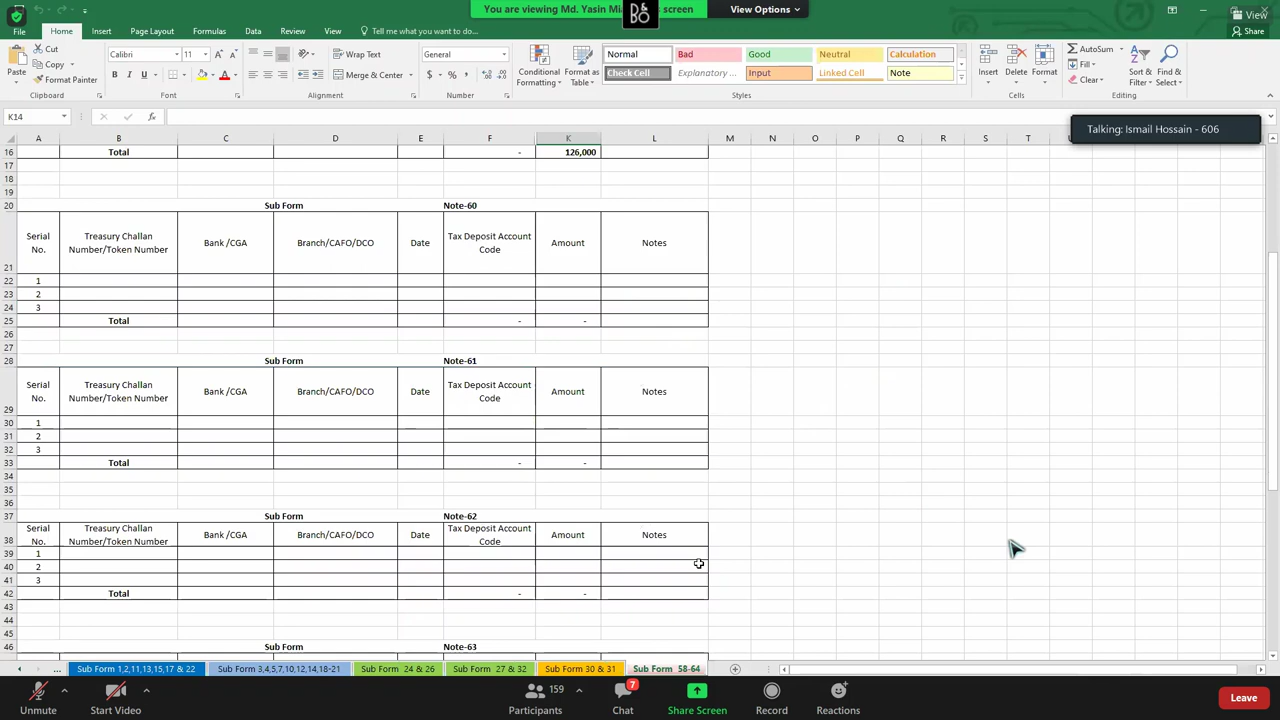 You are viewing Md. Yasin Mia screen
View Options
View
File
Home
Insert
Page Layout
Formulas
Data
Review
View
Tell me what you want to do...
Share
Paste
Cut
Copy
Format Painter
Clipboard
Calibri
11
B I U
Font
Wrap Text
Merge & Center
Alignment
General
$ % ,
Number
Conditional Formatting
Format as Table
Normal
Bad
Good
Neutral
Calculation
Check Cell
Explanatory ...
Input
Linked Cell
Note
Styles
Insert
Delete
Format
Cells
AutoSum
Fill
Clear
Sort & Filter
Find & Select
Editing
K14
fx
Talking: Ismail Hossain - 606
A B C D E F K L M N O P Q R S T
16 Total - 126,000
17
18
19
20 Sub Form Note-60
21 Serial No. Treasury Challan Number/Token Number Bank /CGA Branch/CAFO/DCO Date Tax Deposit Account Code Amount Notes
22 1
23 2
24 3
25 Total - -
26
27
28 Sub Form Note-61
29 Serial No. Treasury Challan Number/Token Number Bank /CGA Branch/CAFO/DCO Date Tax Deposit Account Code Amount Notes
30 1
31 2
32 3
33 Total - -
34
35
36
37 Sub Form Note-62
38 Serial No. Treasury Challan Number/Token Number Bank /CGA Branch/CAFO/DCO Date Tax Deposit Account Code Amount Notes
39 1
40 2
41 3
42 Total - -
43
44
45
46 Sub Form Note-63
... Sub Form 1,2,11,13,15,17 & 22 Sub Form 3,4,5,7,10,12,14,18-21 Sub Form 24 & 26 Sub Form 27 & 32 Sub Form 30 & 31 Sub Form 58-64
Unmute
Start Video
159
Participants
7
Chat
Share Screen
Record
Reactions
Leave